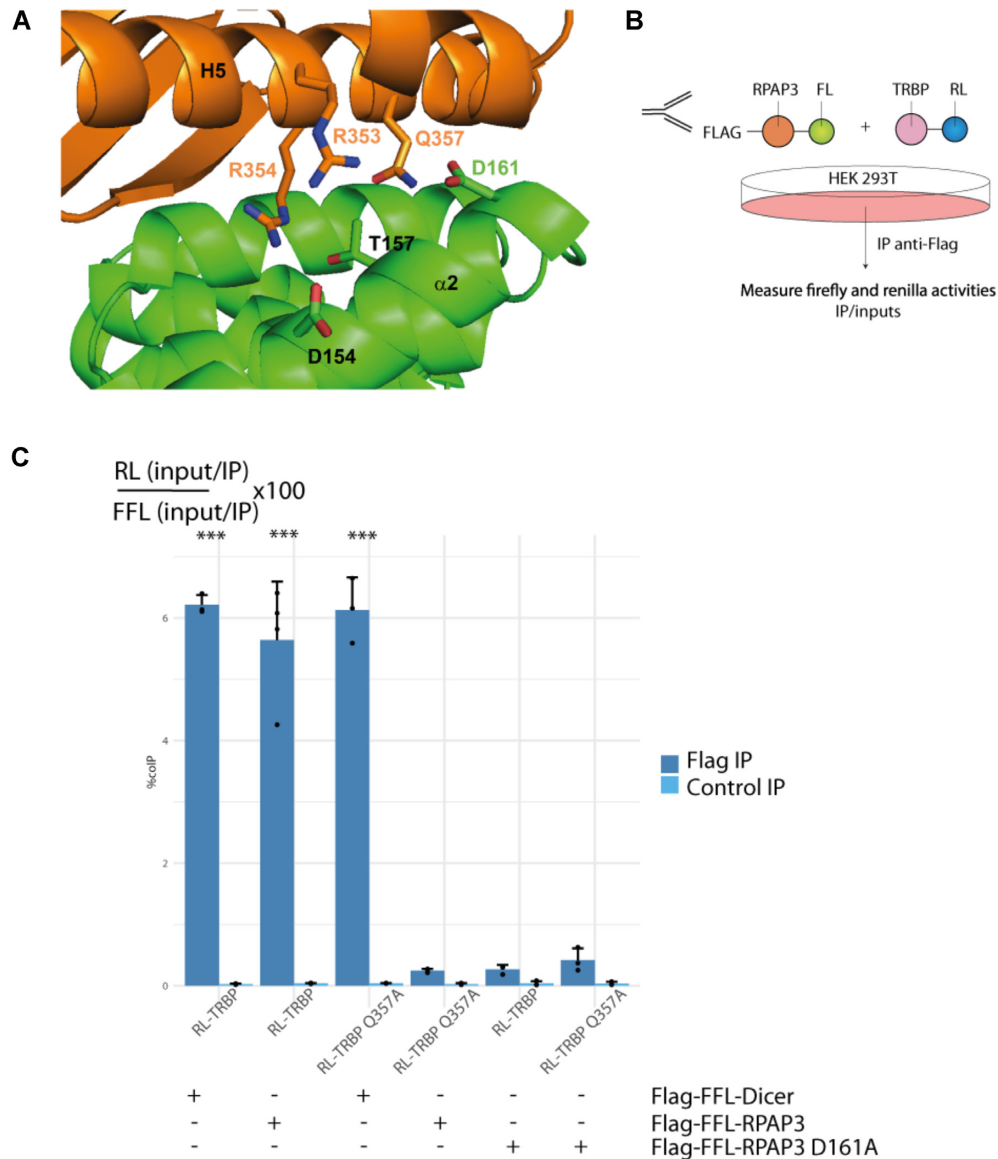 A
H5
R353
Q357
R354
D161
T157
α2
D154
B
RPAP3 FL TRBP RL
FLAG +
HEK 293T
IP anti-Flag
Measure firefly and renilla activities
IP/inputs
C
RL (input/IP)
FFL (input/IP) x100
*** *** ***
6
4
2
0
%coIP
Flag IP
Control IP
RL-TRBP RL-TRBP RL-TRBP Q357A RL-TRBP Q357A RL-TRBP RL-TRBP Q357A
+ - + - - - Flag-FFL-Dicer
- + - + - - Flag-FFL-RPAP3
- - - - + + Flag-FFL-RPAP3 D161A